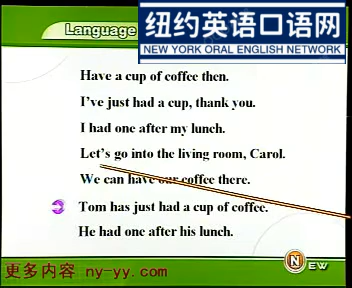 Language
纽约英语口语网
NEW YORK ORAL ENGLISH NETWORK
Have a cup of coffee then.
I've just had a cup, thank you.
I had one after my lunch.
Let's go into the living room, Carol.
We can have our coffee there.
Tom has just had a cup of coffee.
He had one after his lunch.
NEW
更多内容 ny-yy.com